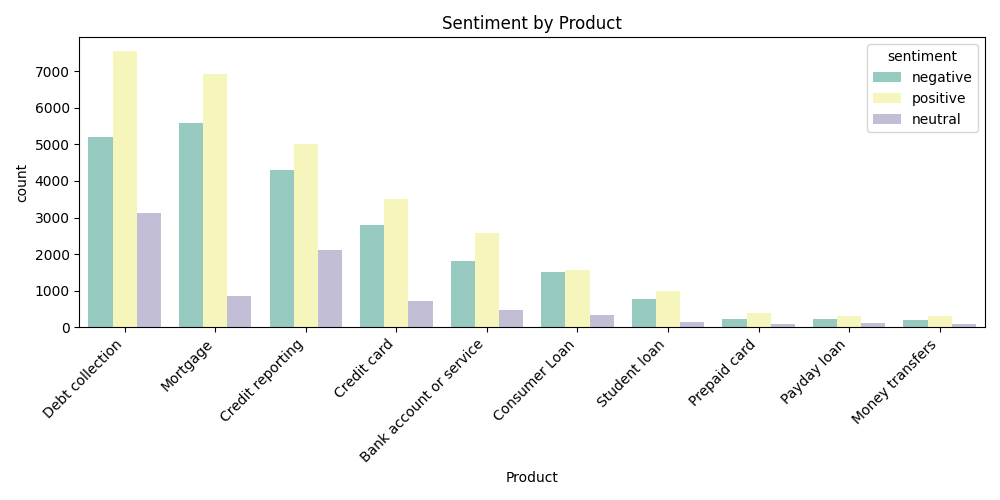 Sentiment by Product
sentiment
negative
positive
neutral
count
7000
6000
5000
4000
3000
2000
1000
0
Debt collection
Mortgage
Credit reporting
Credit card
Bank account or service
Consumer Loan
Student loan
Prepaid card
Payday loan
Money transfers
Product